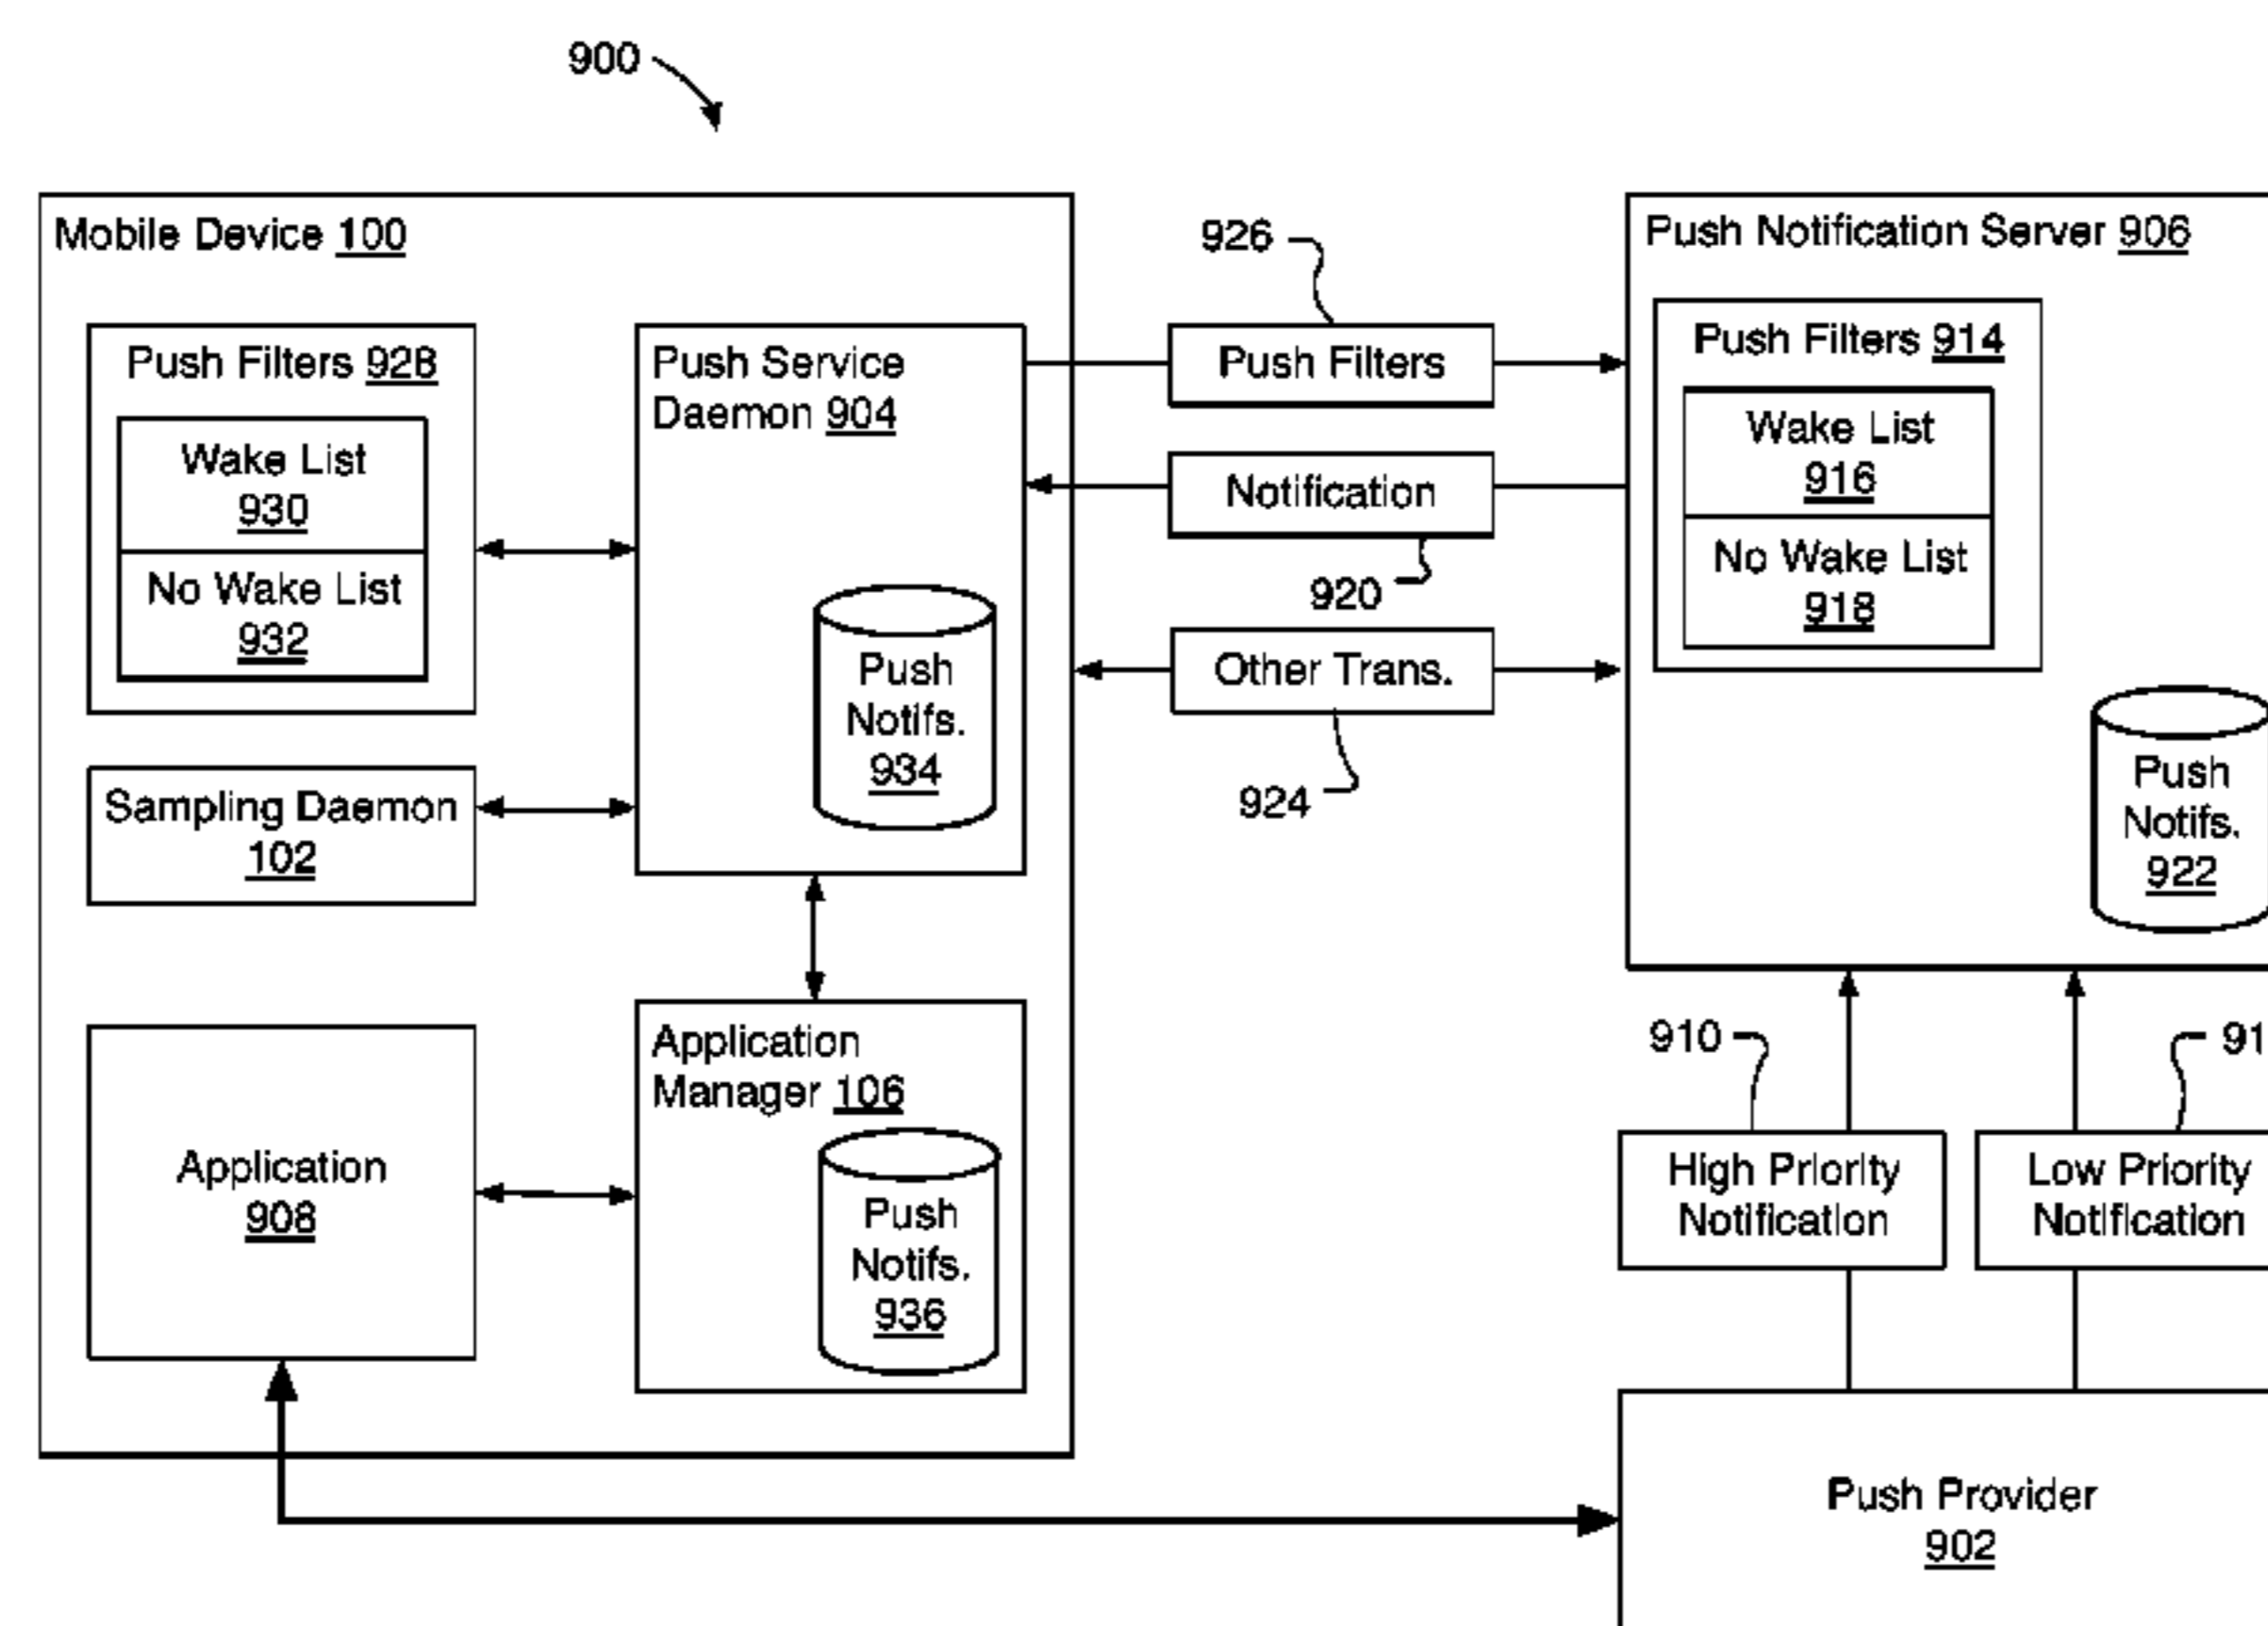 900
Mobile Device 100
Push Filters 928
Wake List
930
No Wake List
932
Sampling Daemon
102
Application
908
Push Service
Daemon 904
Push
Notifs.
934
Application
Manager 106
Push
Notifs.
936
926
Push Filters
Notification
920
Other Trans.
924
Push Notification Server 906
Push Filters 914
Wake List
916
No Wake List
918
Push
Notifs.
922
910
High Priority
Notification
Low Priority
Notification
Push Provider
902